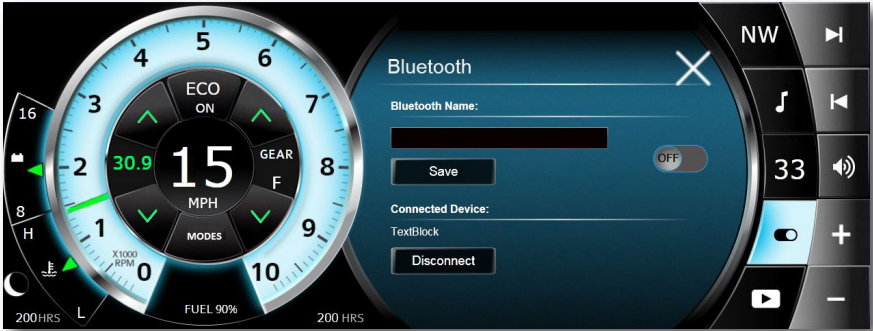 16
8
H
L
200 HRS
0
1
2
3
4
5
6
7
8
9
10
X1000
RPM
ECO
ON
30.9
15
MPH
GEAR
F
MODES
FUEL 90%
200 HRS
Bluetooth
Bluetooth Name:
OFF
Save
Connected Device:
TextBlock
Disconnect
NW
33